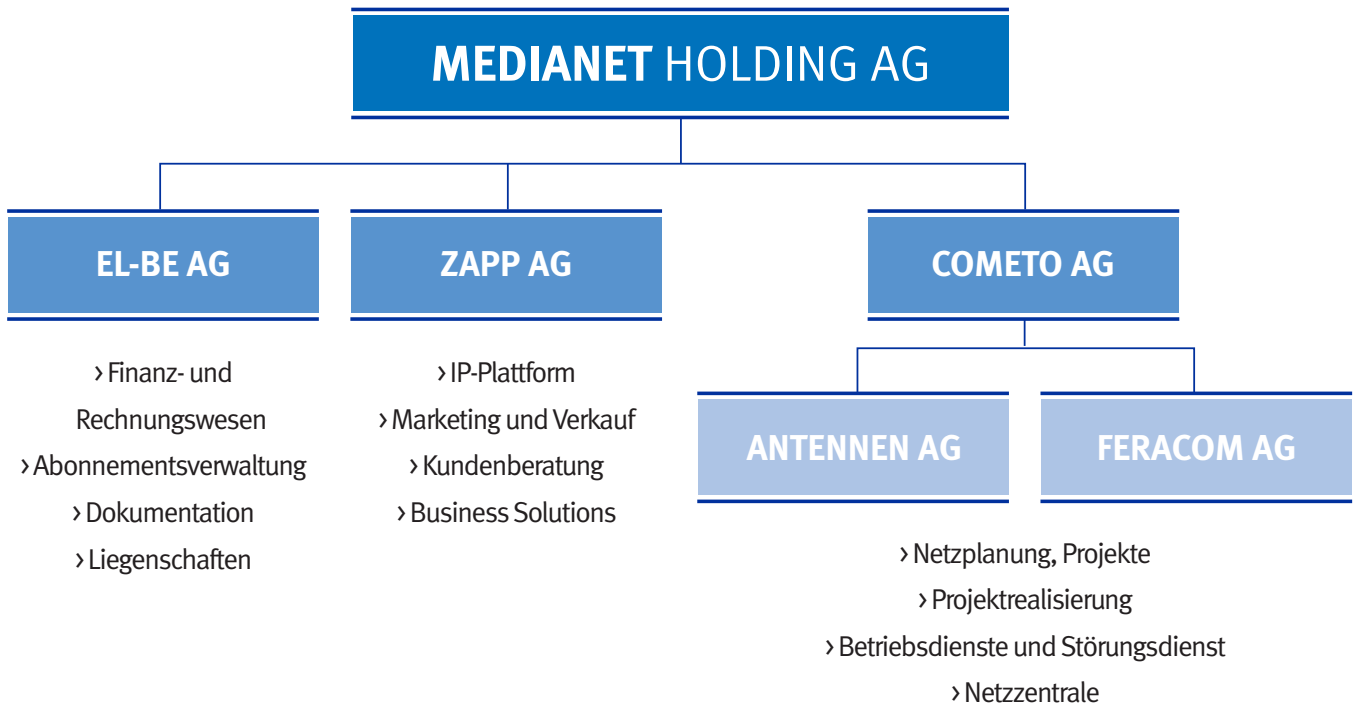 MEDIANET HOLDING AG
EL-BE AG
› Finanz- und
Rechnungswesen
› Abonnementsverwaltung
› Dokumentation
› Liegenschaften
ZAPP AG
› IP-Plattform
› Marketing und Verkauf
› Kundenberatung
› Business Solutions
COMETO AG
ANTENNEN AG
FERACOM AG
› Netzplanung, Projekte
› Projektrealisierung
› Betriebsdienste und Störungsdienst
› Netzzentrale